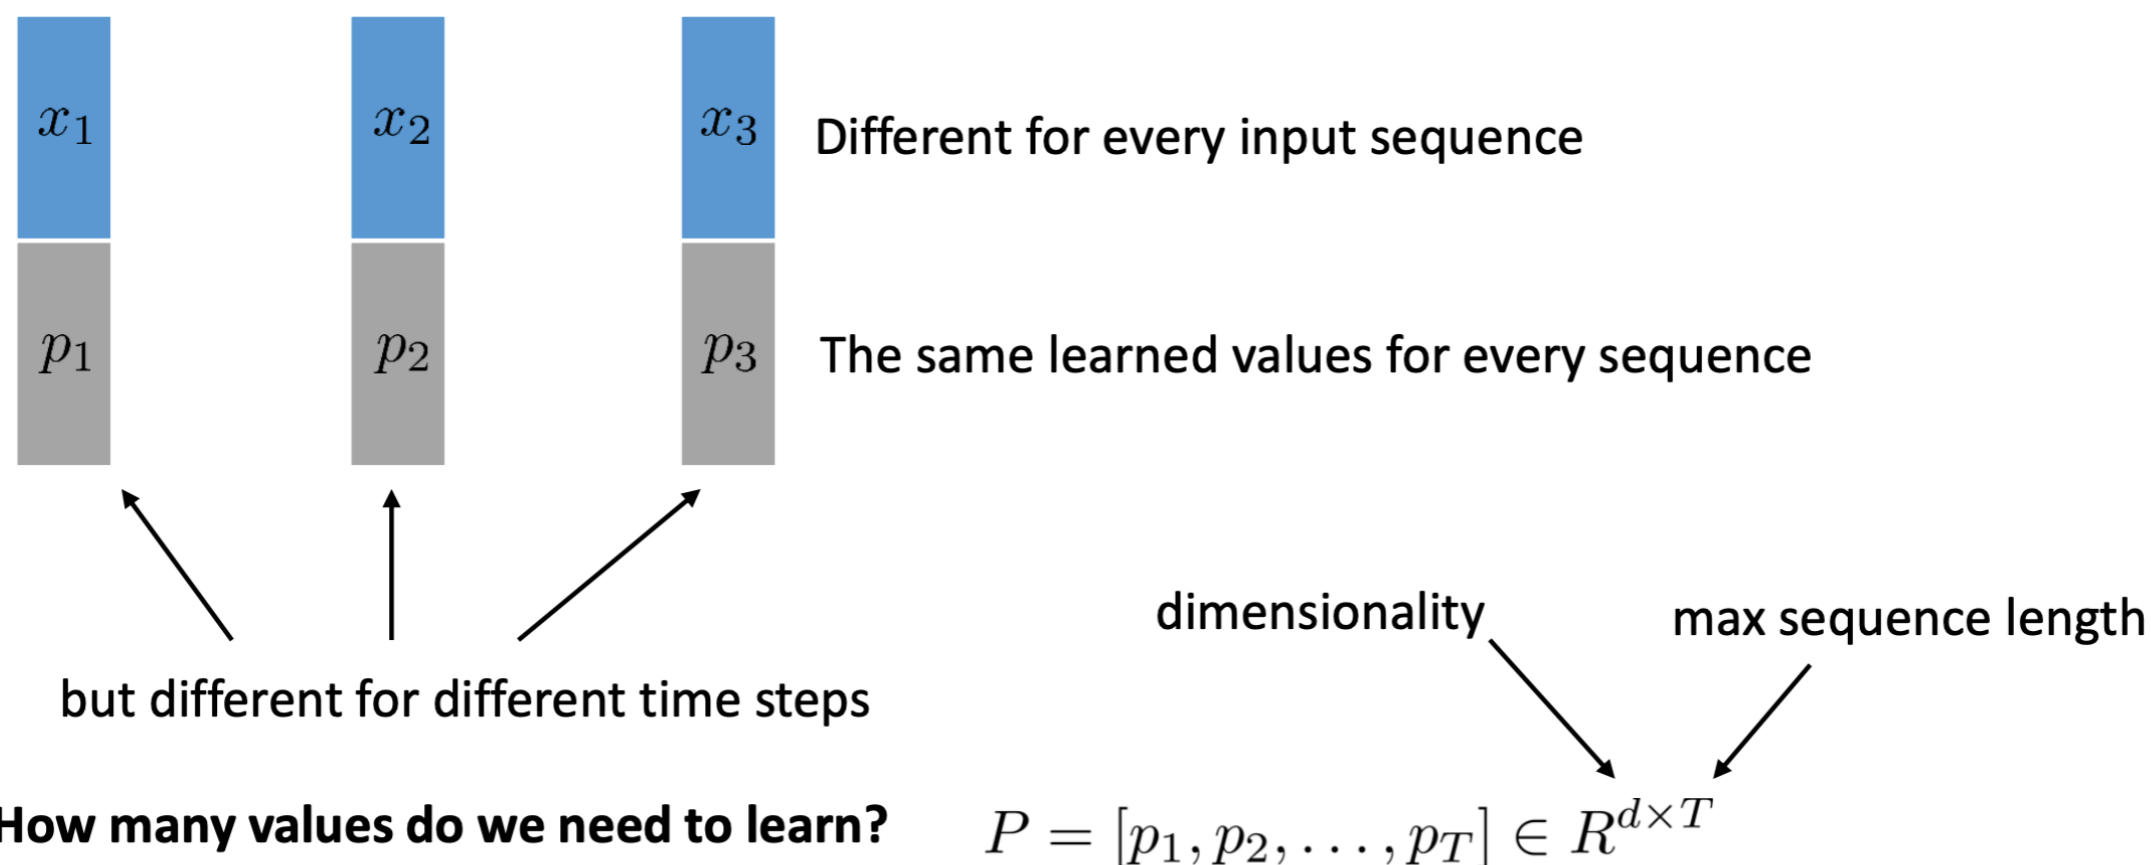 x₁ x₂ x₃ Different for every input sequence
p₁ p₂ p₃ The same learned values for every sequence
dimensionality max sequence length
but different for different time steps
How many values do we need to learn? P = [p₁, p₂, . . . , p_T] ∈ R^{d×T}